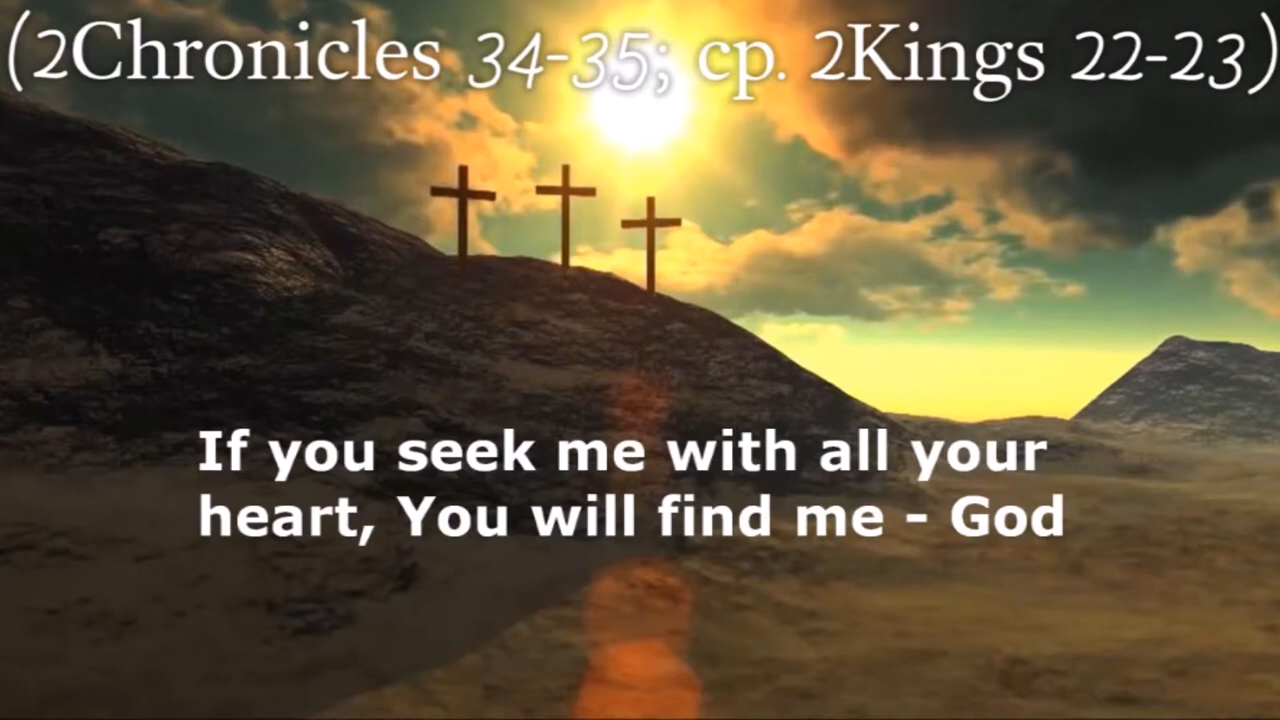 (2Chronicles 34-35; cp. 2Kings 22-23)
If you seek me with all your
heart, You will find me - God